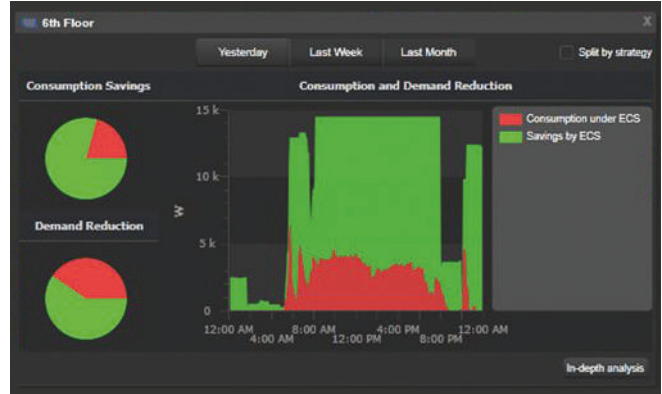 6th Floor
X
Yesterday
Last Week
Last Month
Split by strategy
Consumption Savings
Consumption and Demand Reduction
Consumption under ECS
Savings by ECS
15 k
10 k
W
5 k
0
Demand Reduction
12:00 AM
8:00 AM
4:00 PM
12:00 AM
4:00 AM
12:00 PM
8:00 PM
In-depth analysis